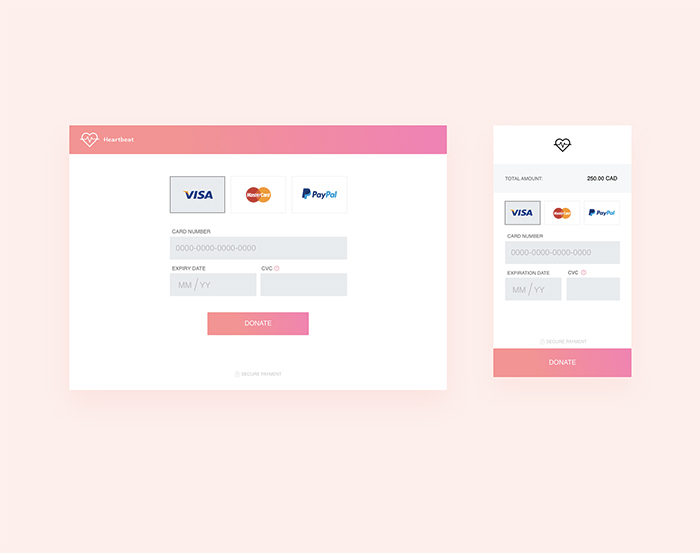 Heartbeat
VISA
MasterCard
PayPal
CARD NUMBER
0000-0000-0000-0000
EXPIRY DATE
CVC
MM / YY
DONATE
SECURE PAYMENT
TOTAL AMOUNT:
250.00 CAD
VISA
MasterCard
PayPal
CARD NUMBER
0000-0000-0000-0000
EXPIRATION DATE
CVC
MM / YY
SECURE PAYMENT
DONATE